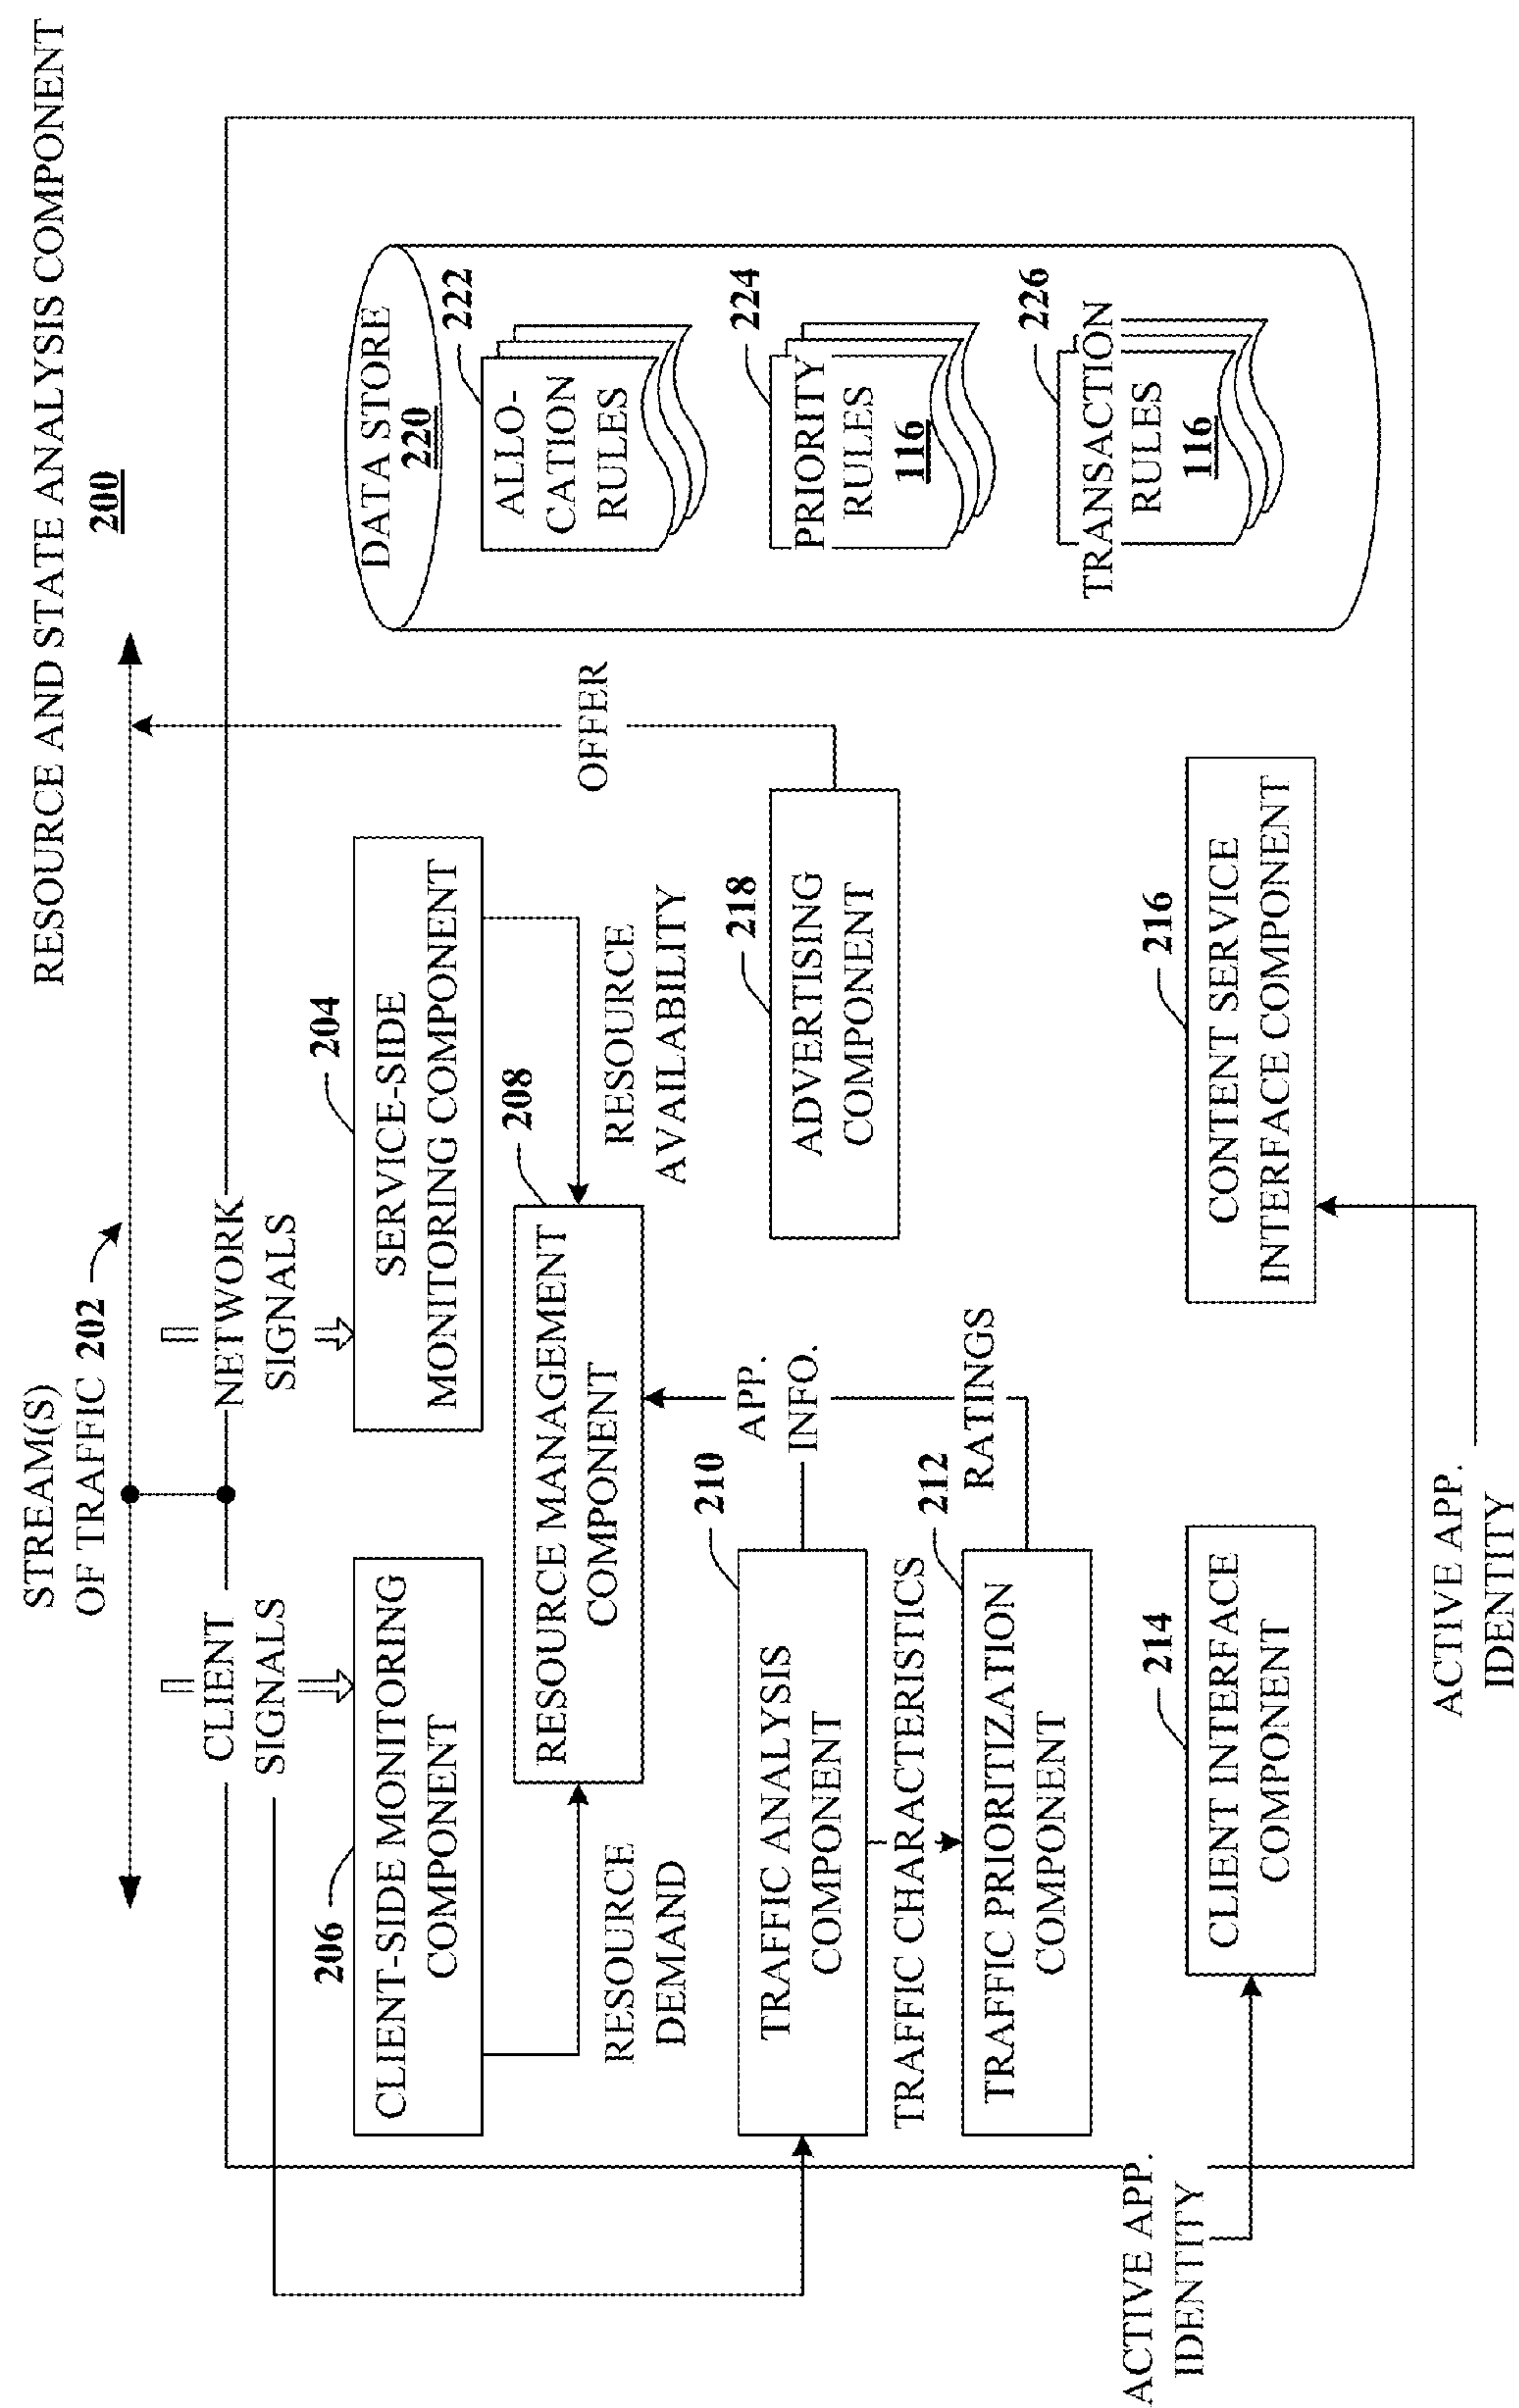 RESOURCE AND STATE ANALYSIS COMPONENT
200
STREAM(S)
OF TRAFFIC 202
CLIENT
SIGNALS
NETWORK
SIGNALS
206
CLIENT-SIDE MONITORING
COMPONENT
204
SERVICE-SIDE
MONITORING COMPONENT
208
RESOURCE MANAGEMENT
COMPONENT
RESOURCE
DEMAND
RESOURCE
AVAILABILITY
OFFER
210
TRAFFIC ANALYSIS
COMPONENT
APP.
INFO.
218
ADVERTISING
COMPONENT
TRAFFIC CHARACTERISTICS
212
TRAFFIC PRIORITIZATION
COMPONENT
RATINGS
214
CLIENT INTERFACE
COMPONENT
216
CONTENT SERVICE
INTERFACE COMPONENT
ACTIVE APP.
IDENTITY
ACTIVE APP.
IDENTITY
DATA STORE
220
222
ALLO-
CATION
RULES
224
PRIORITY
RULES
116
226
TRANSACTION
RULES
116